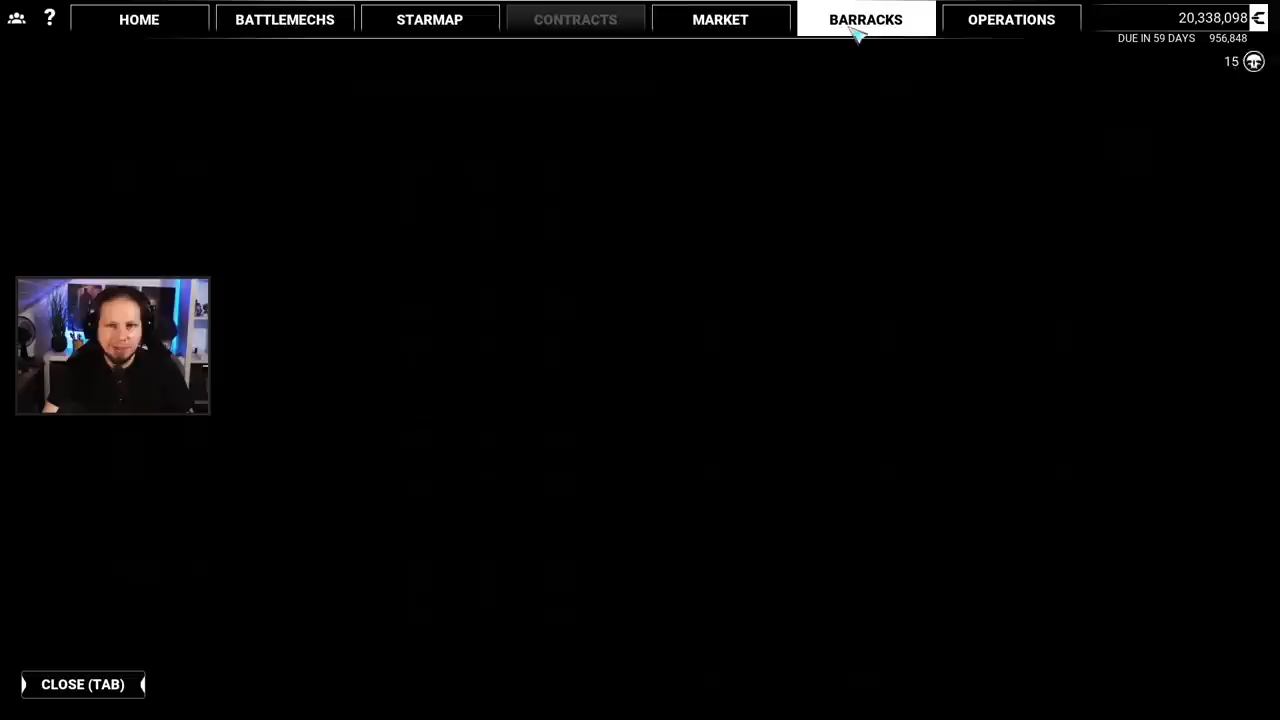 ? HOME BATTLEMECHS STARMAP CONTRACTS MARKET BARRACKS OPERATIONS 20,338,098
DUE IN 59 DAYS 956,848
15
CLOSE (TAB)